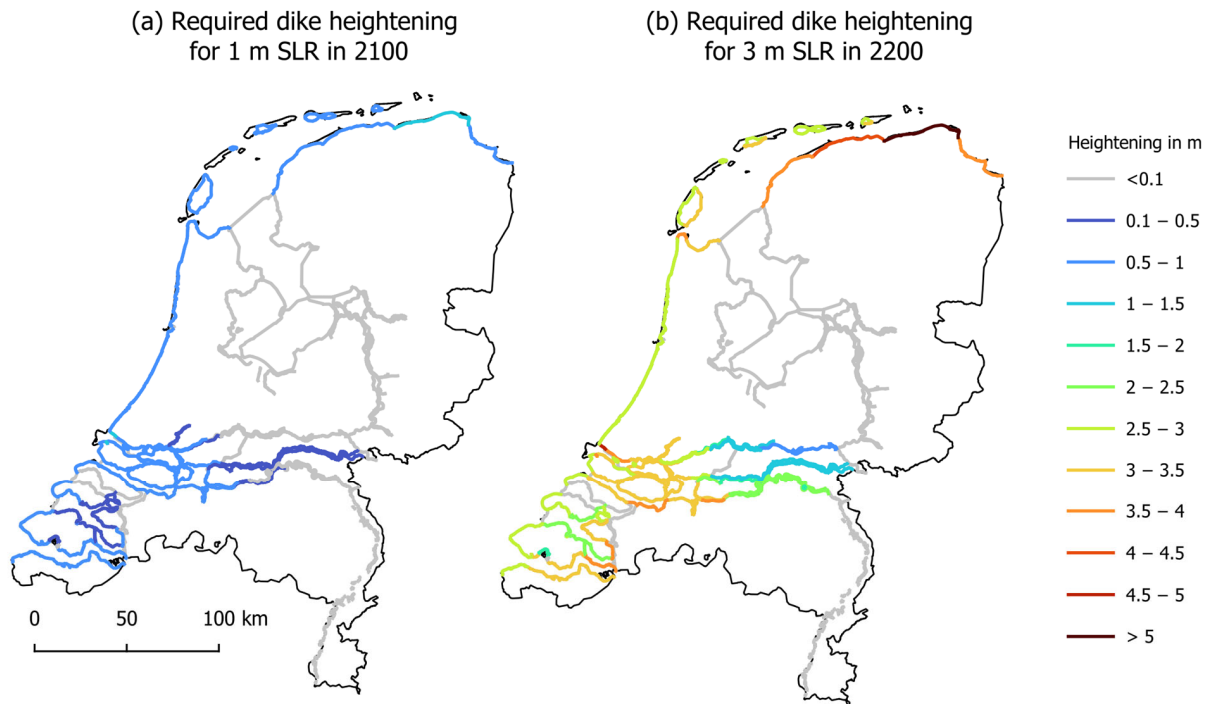 (a) Required dike heightening
for 1 m SLR in 2100
(b) Required dike heightening
for 3 m SLR in 2200
Heightening in m
<0.1
0.1 – 0.5
0.5 – 1
1 – 1.5
1.5 – 2
2 – 2.5
2.5 – 3
3 – 3.5
3.5 – 4
4 – 4.5
4.5 – 5
> 5
0 50 100 km